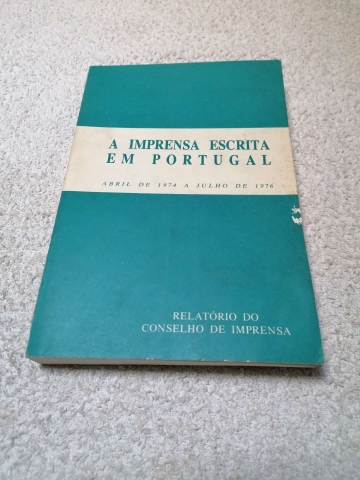 A IMPRENSA ESCRITA
EM PORTUGAL
ABRIL DE 1974 A JULHO DE 1976
RELATÓRIO DO
CONSELHO DE IMPRENSA